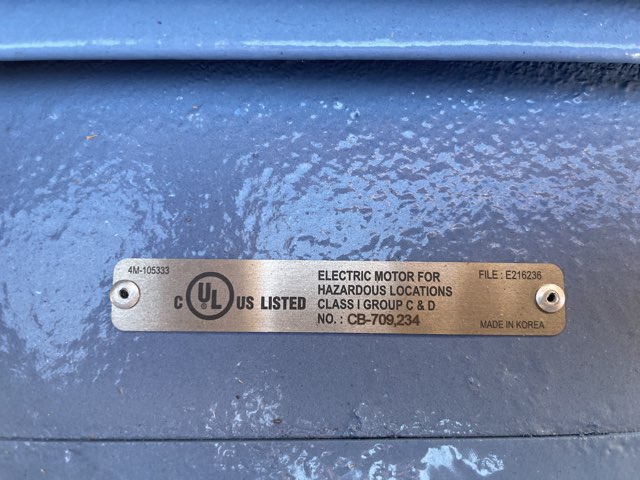 4M-105333
C UL US LISTED
ELECTRIC MOTOR FOR
HAZARDOUS LOCATIONS
CLASS I GROUP C & D
NO. : CB-709,234
FILE : E216236
MADE IN KOREA